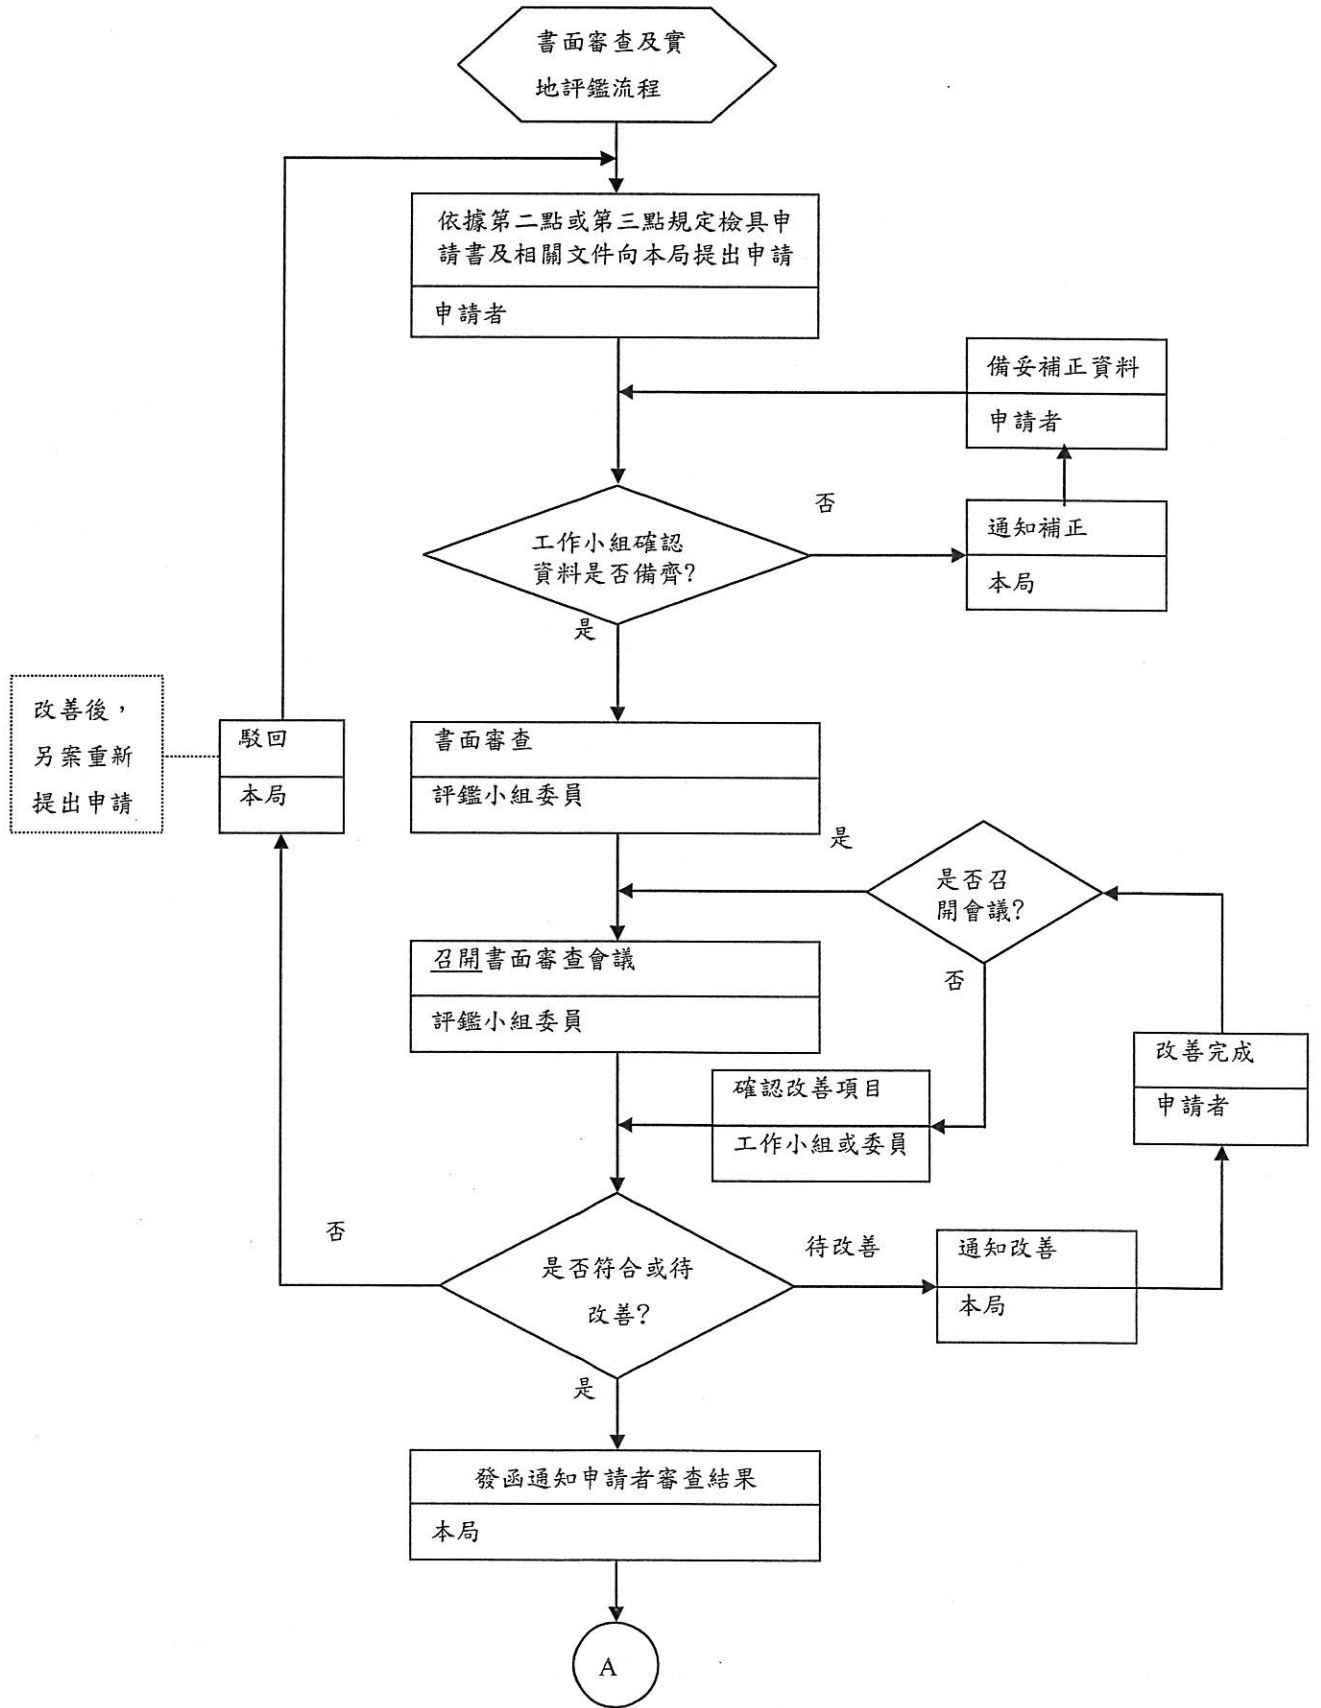 書面審查及實
地評鑑流程
依據第二點或第三點規定檢具申
請書及相關文件向本局提出申請
申請者
備妥補正資料
申請者
否
通知補正
本局
工作小組確認
資料是否備齊?
是
改善後，
另案重新
提出申請
駁回
本局
書面審查
評鑑小組委員
是
是否召
開會議?
否
召開書面審查會議
評鑑小組委員
改善完成
申請者
確認改善項目
工作小組或委員
否
是否符合或待
改善?
待改善
通知改善
本局
是
發函通知申請者審查結果
本局
A